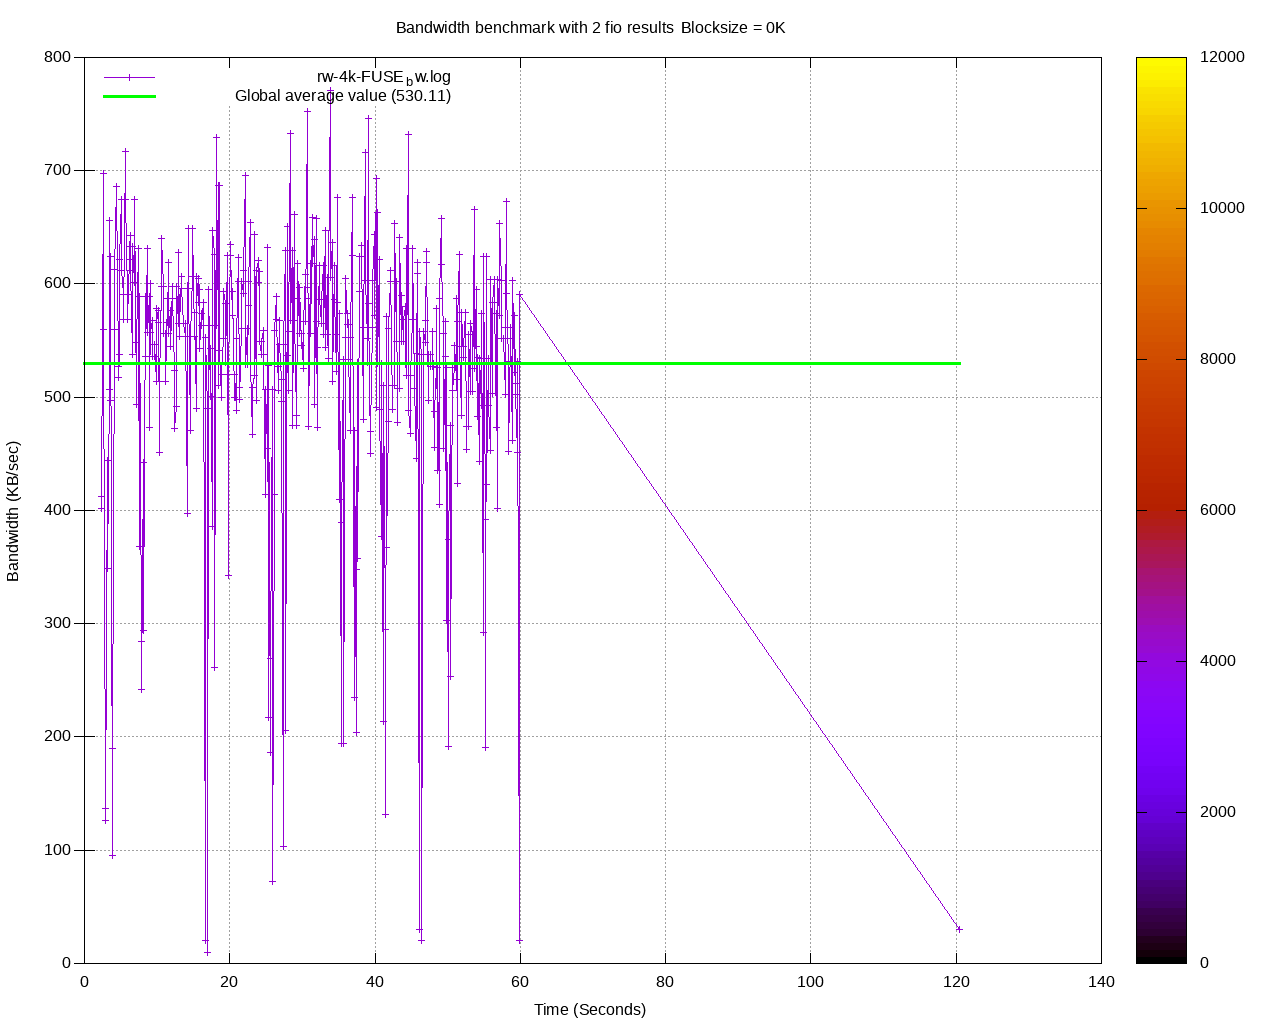 Bandwidth benchmark with 2 fio results Blocksize = 0K
rw-4k-FUSE_bw.log
Global average value (530.11)
800
700
600
500
400
300
200
100
0
Bandwidth (KB/sec)
0 20 40 60 80 100 120 140
Time (Seconds)
12000
10000
8000
6000
4000
2000
0